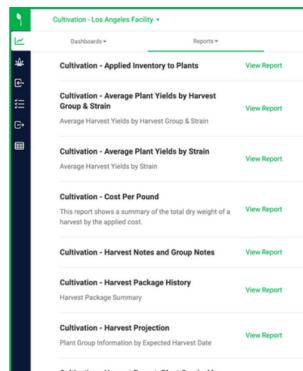 Cultivation - Los Angeles Facility
Dashboards
Reports
Cultivation - Applied Inventory to Plants
View Report
Cultivation - Average Plant Yields by Harvest
Group & Strain
View Report
Average Harvest Yields by Harvest Group & Strain
Cultivation - Average Plant Yields by Strain
View Report
Average Harvest Yields by Strain
Cultivation - Cost Per Pound
View Report
This report shows a summary of the total dry weight of a
harvest by the applied cost.
Cultivation - Harvest Notes and Group Notes
View Report
Cultivation - Harvest Package History
View Report
Harvest Package Summary
Cultivation - Harvest Projection
View Report
Plant Group Information by Expected Harvest Date